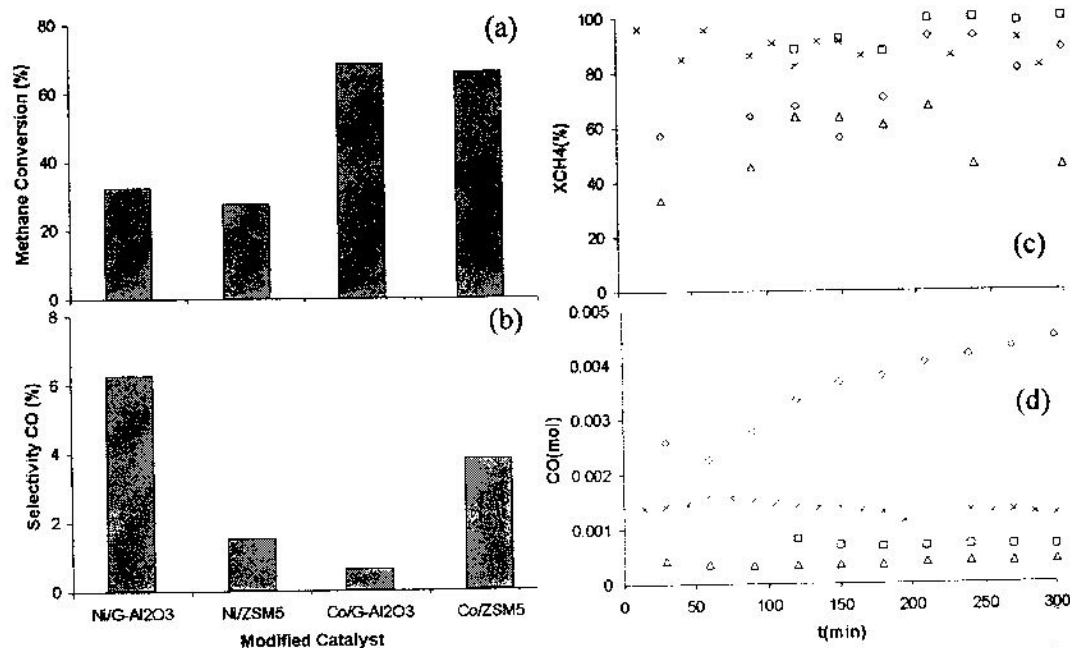 (a)
Methane Conversion (%)
80
60
40
20
0
(b)
Selectivity CO (%)
8
6
4
2
0
Ni/G-Al2O3 Ni/ZSM5 Co/G-Al2O3 Co/ZSM5
Modified Catalyst
(c)
XCH4(%)
100
80
60
40
20
0
0.005
(d)
CO(mol)
0.004
0.003
0.002
0.001
0
0 50 100 150 200 250 300
t(min)